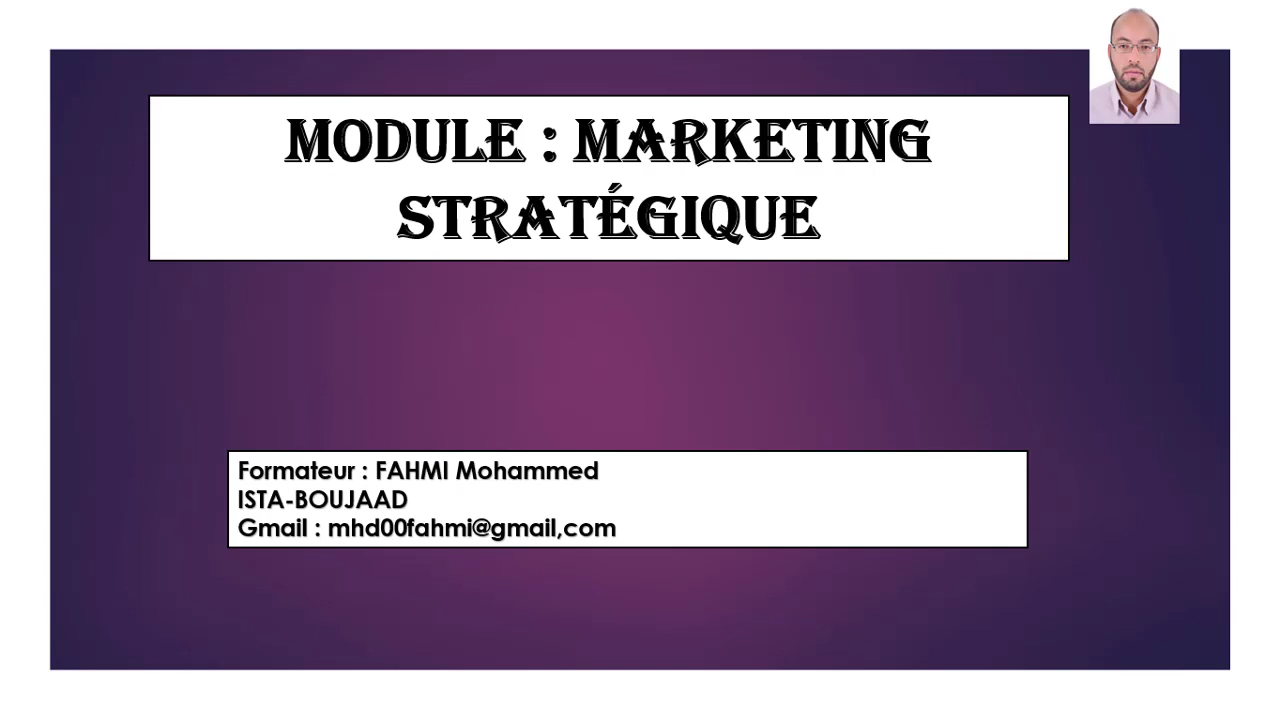 MODULE : MARKETING
STRATÉGIQUE
Formateur : FAHMI Mohammed
ISTA-BOUJAAD
Gmail : mhd00fahmi@gmail,com